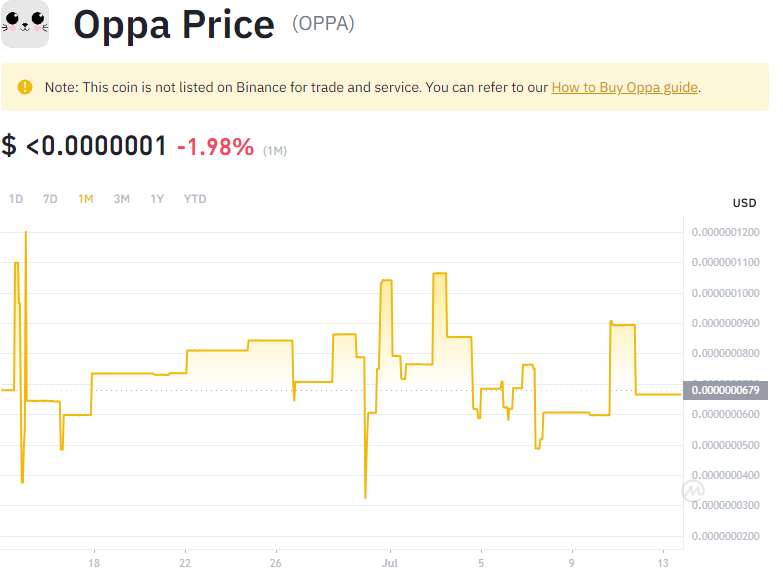 Oppa Price (OPPA)
Note: This coin is not listed on Binance for trade and service. You can refer to our How to Buy Oppa guide.
$ <0.0000001 -1.98% (1M)
1D 7D 1M 3M 1Y YTD
USD
0.0000001200
0.0000001100
0.0000001000
0.0000000900
0.0000000800
0.0000000679
0.0000000600
0.0000000500
0.0000000400
0.0000000300
0.0000000200
18 22 26 Jul 5 9 13